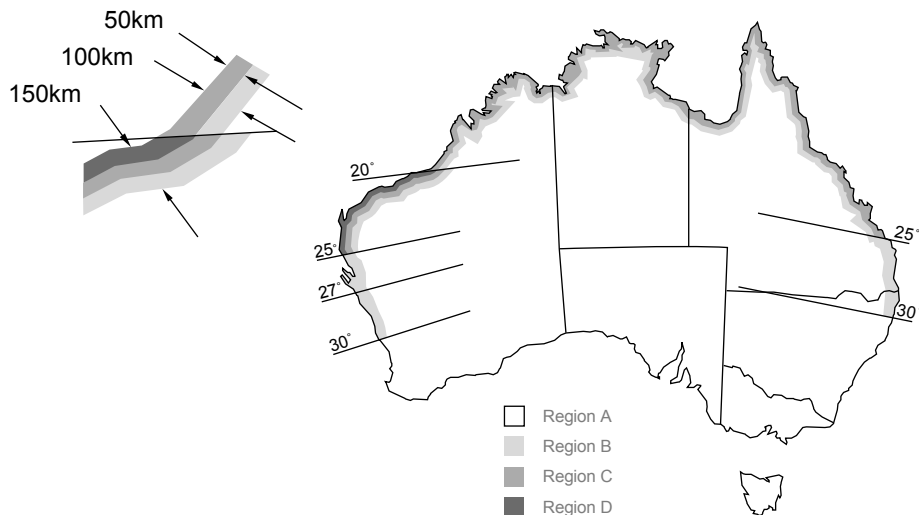 50km
100km
150km
20°
25°
27°
30°
25°
30
Region A
Region B
Region C
Region D